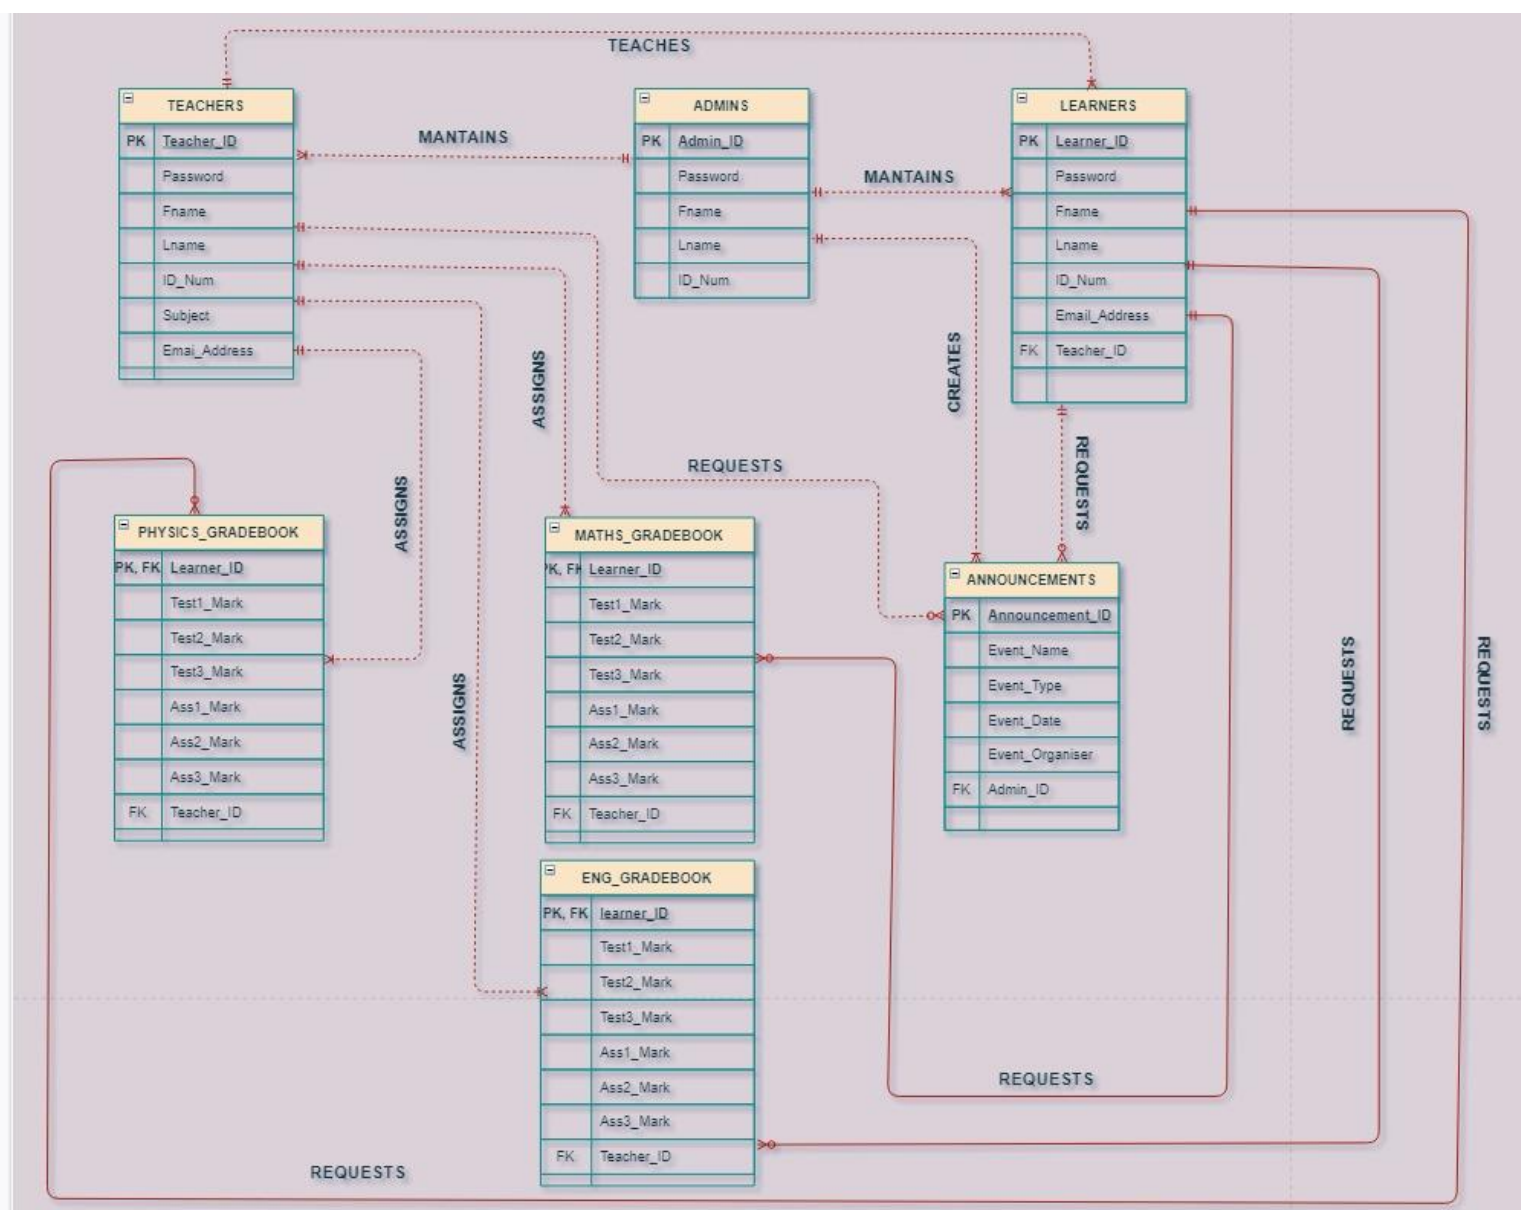 TEACHES
TEACHERS
PK Teacher_ID
Password
Fname
Lname
ID_Num
Subject
Emai_Address
MANTAINS
ADMINS
PK Admin_ID
Password
Fname
Lname
ID_Num
MANTAINS
LEARNERS
PK Learner_ID
Password
Fname
Lname
ID_Num
Email_Address
FK Teacher_ID
ASSIGNS
CREATES
REQUESTS
REQUESTS
ASSIGNS
ASSIGNS
PHYSICS_GRADEBOOK
PK, FK Learner_ID
Test1_Mark
Test2_Mark
Test3_Mark
Ass1_Mark
Ass2_Mark
Ass3_Mark
FK Teacher_ID
MATHS_GRADEBOOK
PK, FK Learner_ID
Test1_Mark
Test2_Mark
Test3_Mark
Ass1_Mark
Ass2_Mark
Ass3_Mark
FK Teacher_ID
ANNOUNCEMENTS
PK Announcement_ID
Event_Name
Event_Type
Event_Date
Event_Organiser
FK Admin_ID
REQUESTS
REQUESTS
ENG_GRADEBOOK
PK, FK learner_ID
Test1_Mark
Test2_Mark
Test3_Mark
Ass1_Mark
Ass2_Mark
Ass3_Mark
FK Teacher_ID
REQUESTS
REQUESTS